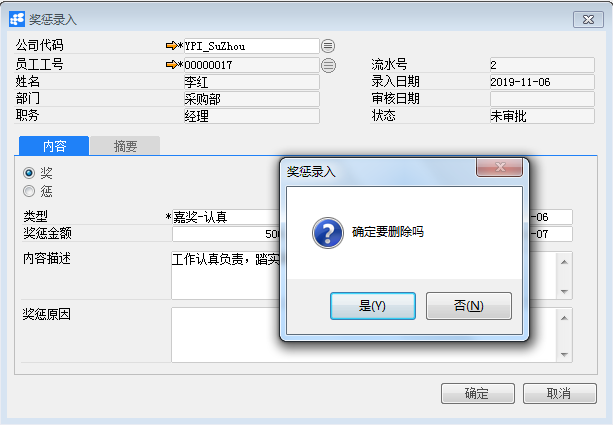 奖惩录入
公司代码 *YPI_SuZhou
员工工号 *00000017 流水号 2
姓名 李红 录入日期 2019-11-06
部门 采购部 审核日期
职务 经理 状态 未审批
内容 摘要
奖
惩
类型 *嘉奖-认真 -06
奖惩金额 500 -07
内容描述 工作认真负责，踏实
奖惩原因
奖惩录入
确定要删除吗
是(Y) 否(N)
确定 取消